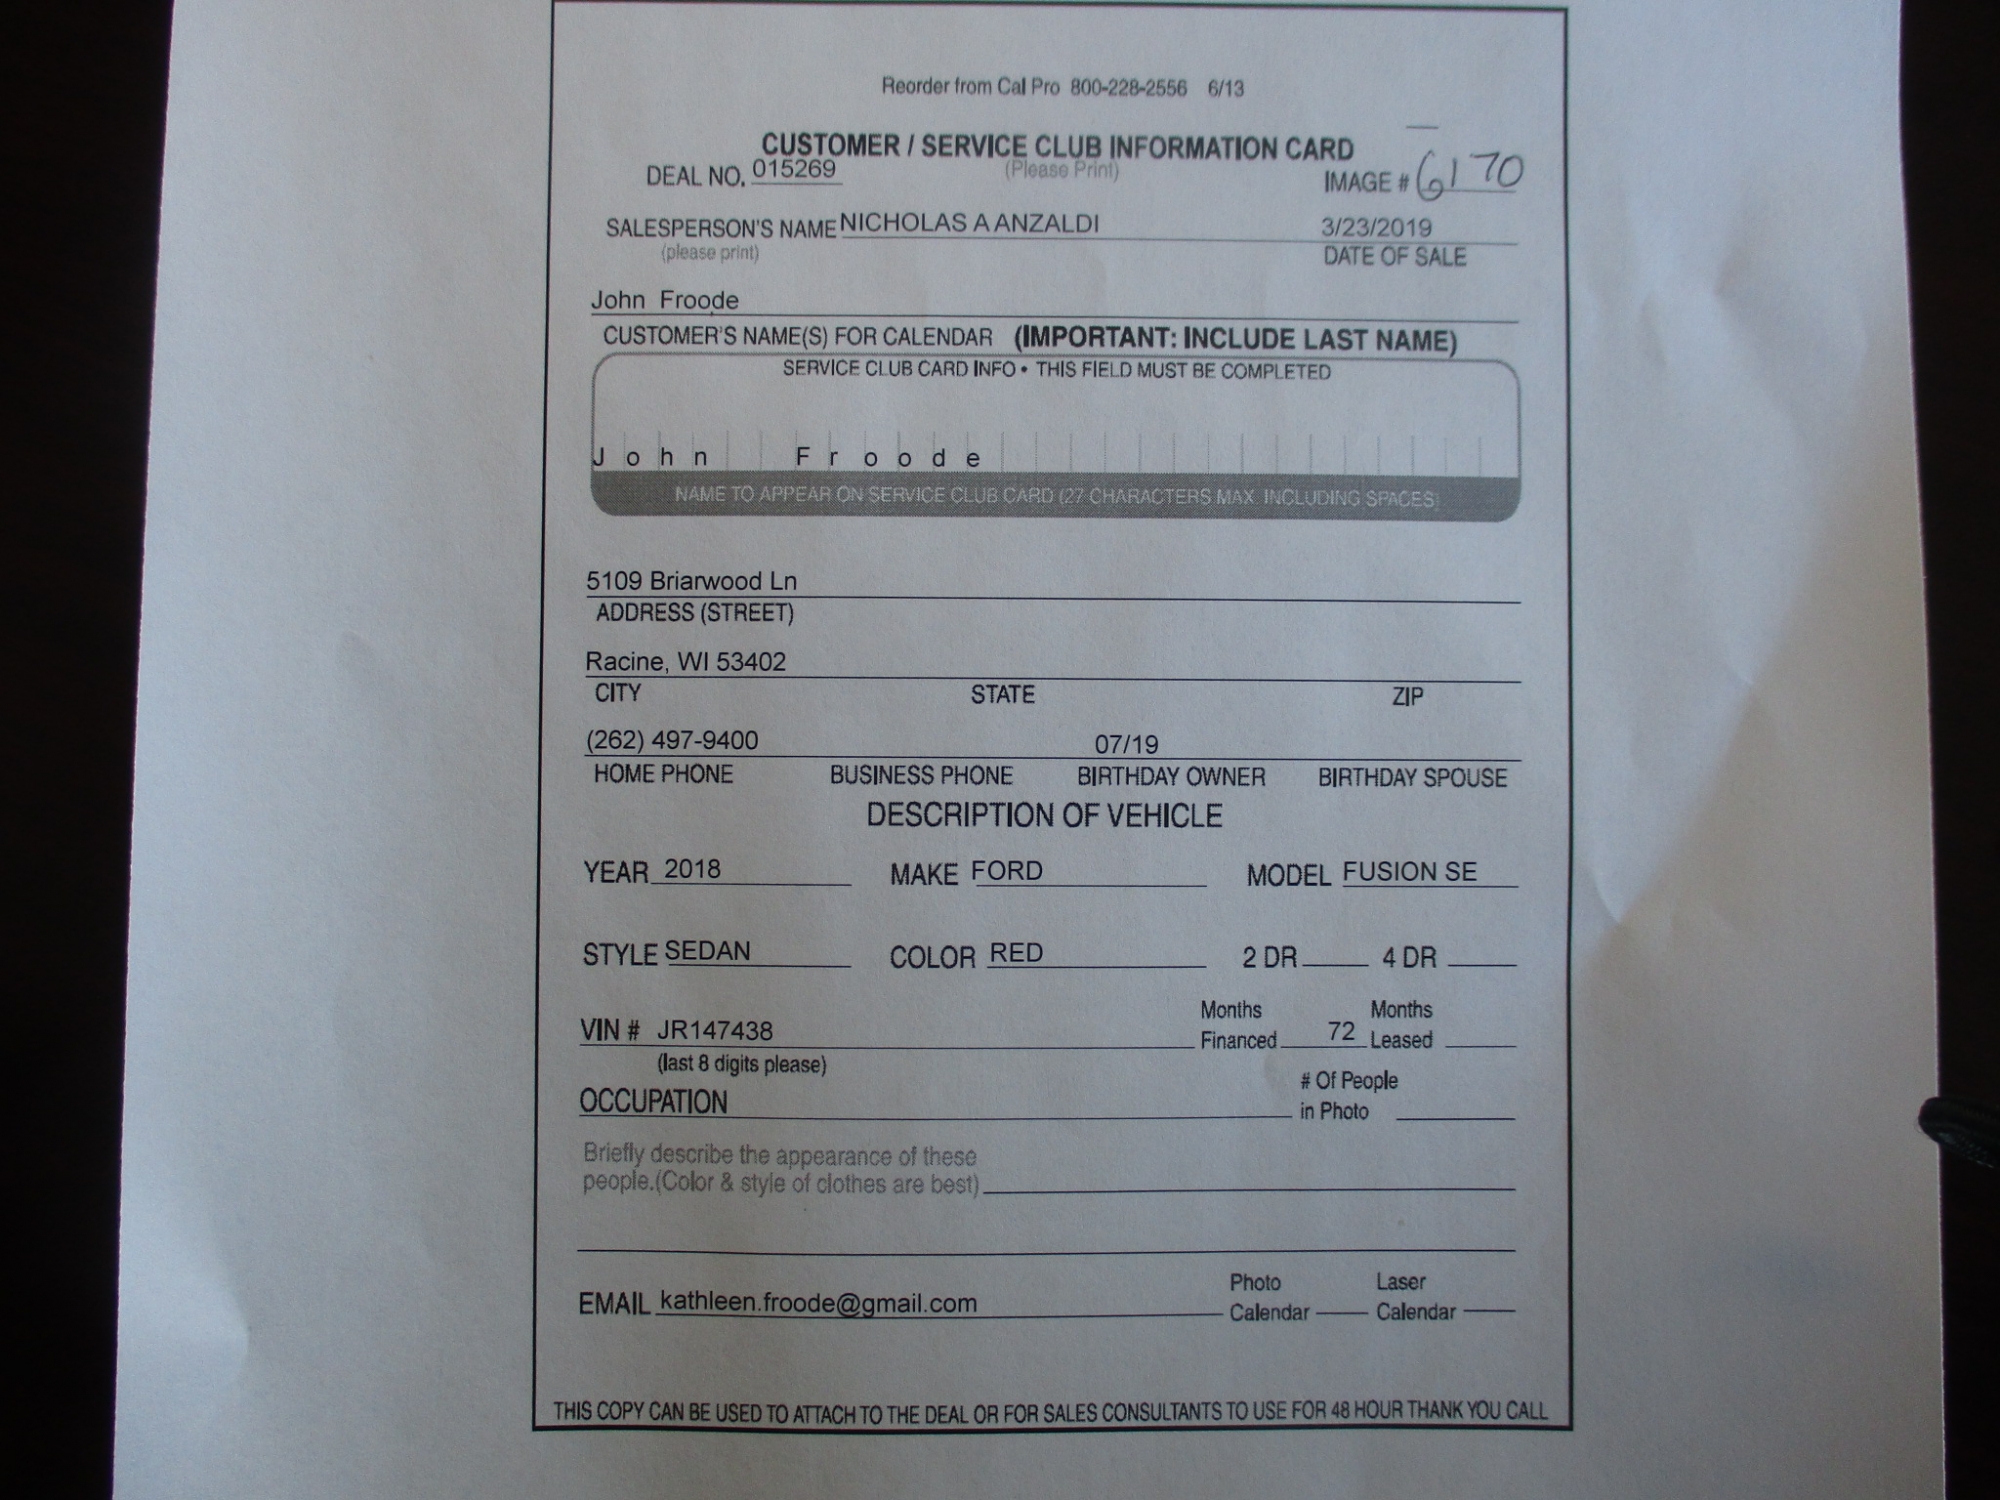 Reorder from Cal Pro 800-228-2556 6/13
CUSTOMER / SERVICE CLUB INFORMATION CARD
(Please Print)
DEAL NO. 015269
IMAGE # 6170
SALESPERSON'S NAME NICHOLAS A ANZALDI 3/23/2019
(please print) DATE OF SALE
John Froode
CUSTOMER'S NAME(S) FOR CALENDAR (IMPORTANT: INCLUDE LAST NAME)
SERVICE CLUB CARD INFO • THIS FIELD MUST BE COMPLETED
John Froode
NAME TO APPEAR ON SERVICE CLUB CARD (27 CHARACTERS MAX. INCLUDING SPACES)
5109 Briarwood Ln
ADDRESS (STREET)
Racine, WI 53402
CITY STATE ZIP
(262) 497-9400 07/19
HOME PHONE BUSINESS PHONE BIRTHDAY OWNER BIRTHDAY SPOUSE
DESCRIPTION OF VEHICLE
YEAR 2018 MAKE FORD MODEL FUSION SE
STYLE SEDAN COLOR RED 2 DR 4 DR
VIN # JR147438 Months Financed 72 Months Leased
(last 8 digits please)
OCCUPATION # Of People in Photo
Briefly describe the appearance of these
people.(Color & style of clothes are best)
EMAIL kathleen.froode@gmail.com Photo Calendar Laser Calendar
THIS COPY CAN BE USED TO ATTACH TO THE DEAL OR FOR SALES CONSULTANTS TO USE FOR 48 HOUR THANK YOU CALL